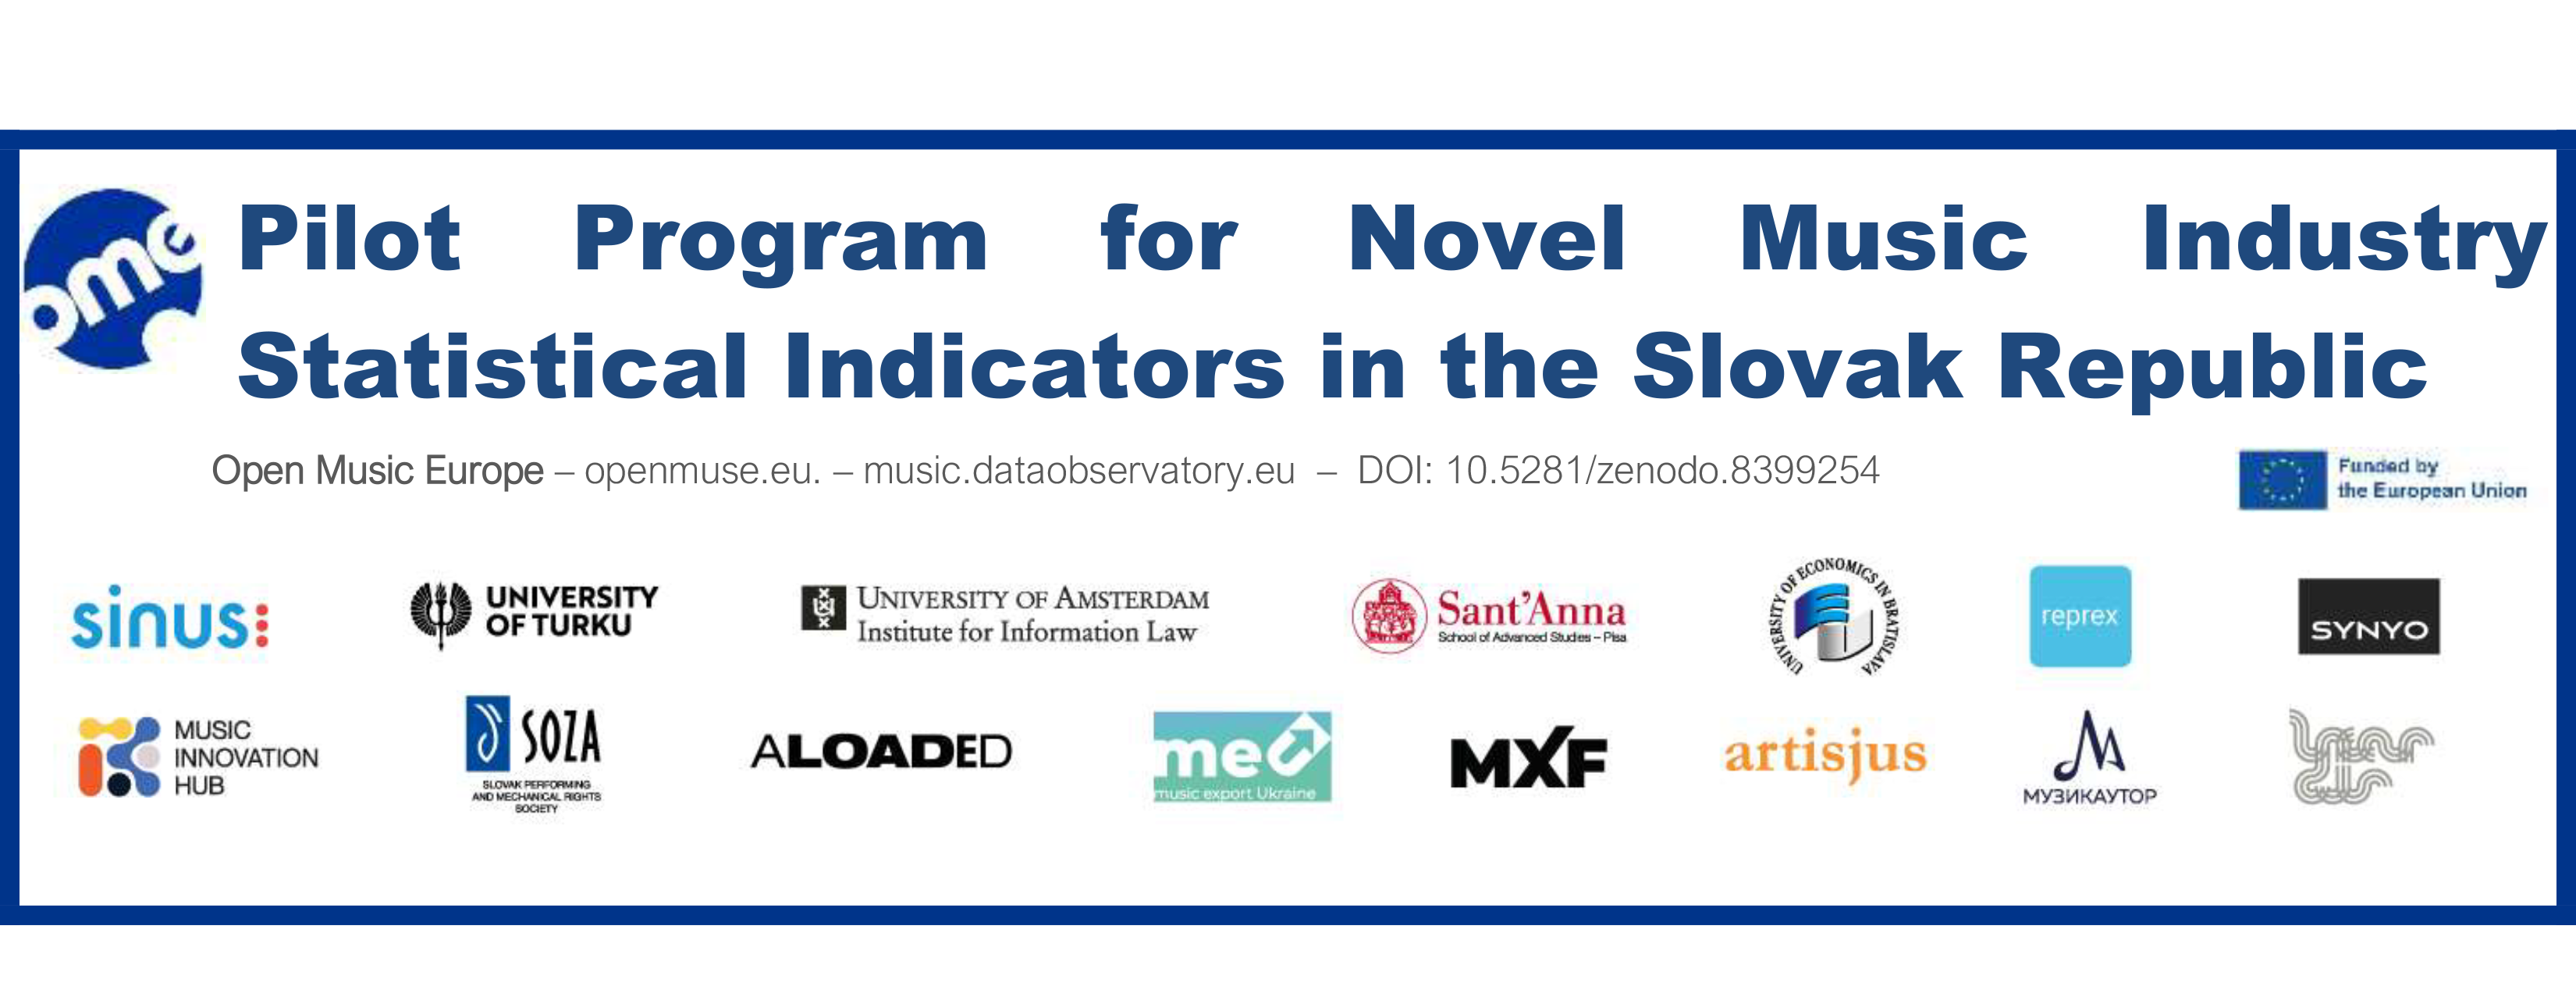 ome
Pilot Program for Novel Music Industry
Statistical Indicators in the Slovak Republic
Open Music Europe – openmuse.eu. – music.dataobservatory.eu – DOI: 10.5281/zenodo.8399254
Funded by
the European Union
sinus:
UNIVERSITY
OF TURKU
UNIVERSITY OF AMSTERDAM
Institute for Information Law
Sant'Anna
School of Advanced Studies – Pisa
UNIVERSITY OF ECONOMICS IN BRATISLAVA
reprex
SYNYO
MUSIC
INNOVATION
HUB
SOZA
SLOVAK PERFORMING
AND MECHANICAL RIGHTS
SOCIETY
ALOADED
me
music export Ukraine
MXF
artisjus
МУЗИКАУТОР